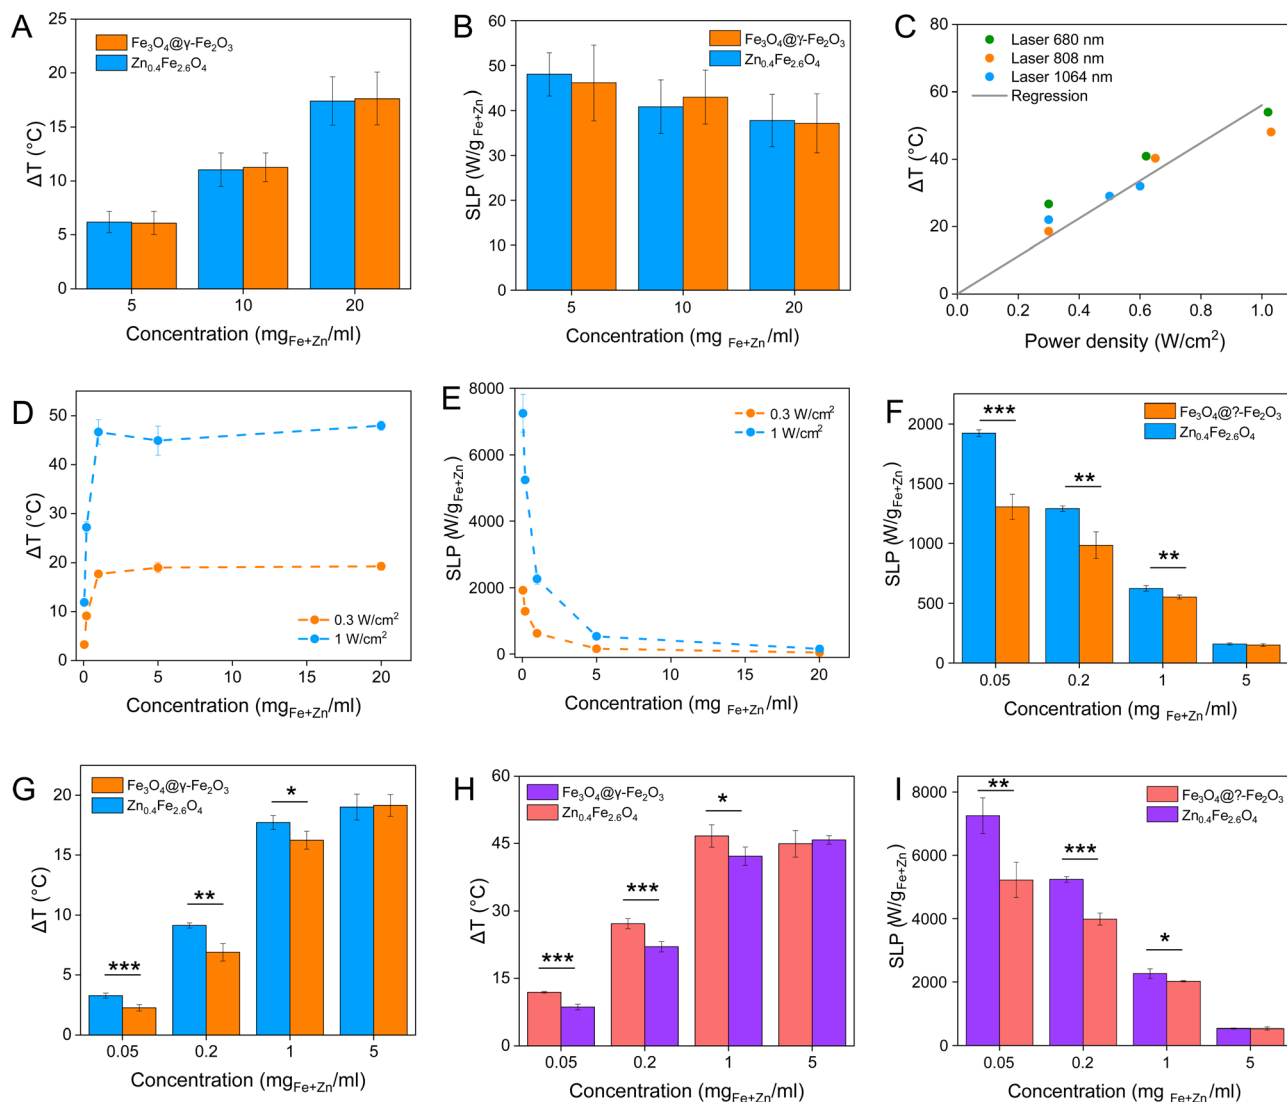 A
25
20
15
10
5
0
ΔT (°C)
Fe3O4@γ-Fe2O3
Zn0.4Fe2.6O4
5
10
20
Concentration (mgFe+Zn/ml)
B
60
50
40
30
20
10
0
SLP (W/gFe+Zn)
Fe3O4@γ-Fe2O3
Zn0.4Fe2.6O4
5
10
20
Concentration (mg Fe+Zn/ml)
C
80
60
40
20
0
ΔT (°C)
Laser 680 nm
Laser 808 nm
Laser 1064 nm
Regression
0.0
0.2
0.4
0.6
0.8
1.0
Power density (W/cm2)
D
50
40
30
20
10
0
ΔT (°C)
0.3 W/cm2
1 W/cm2
0
5
10
15
20
Concentration (mgFe+Zn/ml)
E
8000
6000
4000
2000
0
SLP (W/gFe+Zn)
0.3 W/cm2
1 W/cm2
0
5
10
15
20
Concentration (mg Fe+Zn/ml)
F
2000
1500
1000
500
0
SLP (W/gFe+Zn)
Fe3O4@?-Fe2O3
Zn0.4Fe2.6O4
***
**
**
0.05
0.2
1
5
Concentration (mg Fe+Zn/ml)
G
20
15
10
5
0
ΔT (°C)
Fe3O4@γ-Fe2O3
Zn0.4Fe2.6O4
***
**
*
0.05
0.2
1
5
Concentration (mgFe+Zn/ml)
H
60
45
30
15
0
ΔT (°C)
Fe3O4@γ-Fe2O3
Zn0.4Fe2.6O4
***
***
*
0.05
0.2
1
5
Concentration (mgFe+Zn/ml)
I
8000
6000
4000
2000
0
SLP (W/gFe+Zn)
Fe3O4@?-Fe2O3
Zn0.4Fe2.6O4
**
***
*
0.05
0.2
1
5
Concentration (mg Fe+Zn/ml)